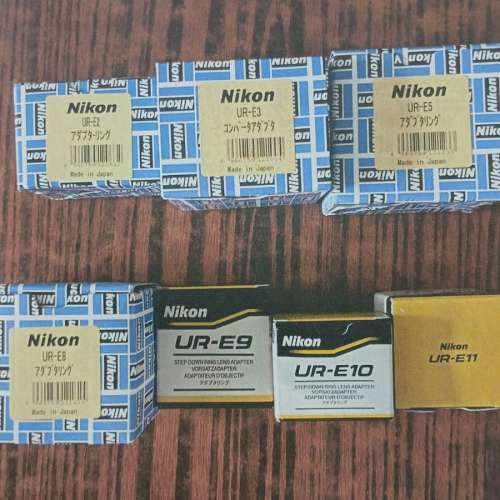 Nikon
UR-E2
アダプターリング
Made in Japan
Nikon
UR-E3
コンバータアダプタ
Made in Japan
Nikon
UR-E5
アダプタリング
Made in Japan
Nikon
UR-E8
アダプタリング
Made in Japan
Nikon
UR-E9
STEP DOWN RING LENS ADAPTER
VORSATZADAPTER
ADAPTATEUR D'OBJECTIF
アダプタリング
Nikon
UR-E10
STEP DOWN RING LENS ADAPTER
VORSATZADAPTER
ADAPTATEUR D'OBJECTIF
アダプタリング
Nikon
UR-E11